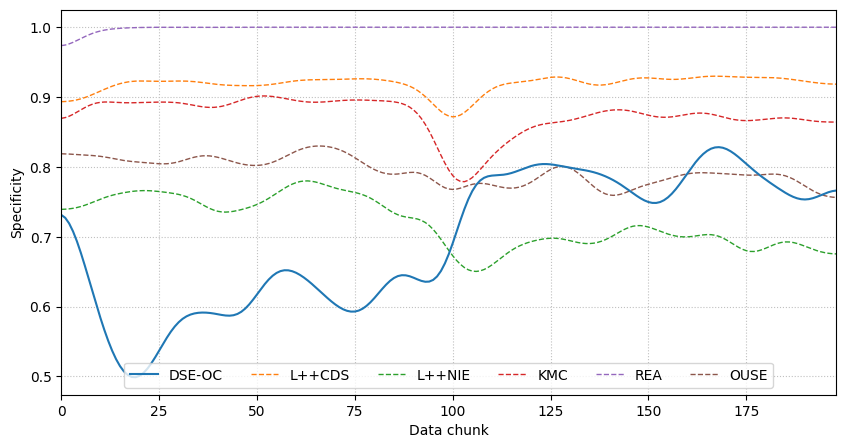 1.0
0.9
0.8
0.7
0.6
0.5
Specificity
DSE-OC L++CDS L++NIE KMC REA OUSE
0 25 50 75 100 125 150 175
Data chunk